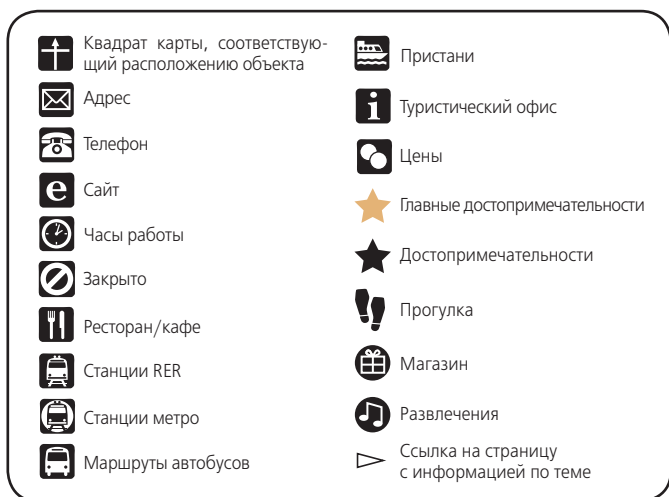 Квадрат карты, соответствую-
щий расположению объекта
Адрес
Телефон
e Сайт
Часы работы
Закрыто
Ресторан/кафе
Станции RER
Станции метро
Маршруты автобусов
Пристани
i Туристический офис
Цены
Главные достопримечательности
Достопримечательности
Прогулка
Магазин
Развлечения
Ссылка на страницу
с информацией по теме